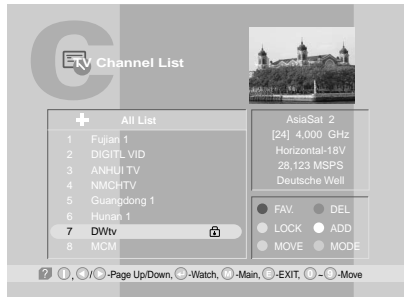 C
TV Channel List
All List
1 Fujian 1
2 DIGITL VID
3 ANHUI TV
4 NMCHTV
5 Guangdong 1
6 Hunan 1
7 DWtv
8 MCM
AsiaSat 2
[24] 4,000 GHz
Horizontal-18V
28,123 MSPS
Deutsche Well
FAV. DEL
LOCK ADD
MOVE MODE
? , / -Page Up/Down, -Watch, M -Main, E -EXIT, 0 ~ 9 -Move